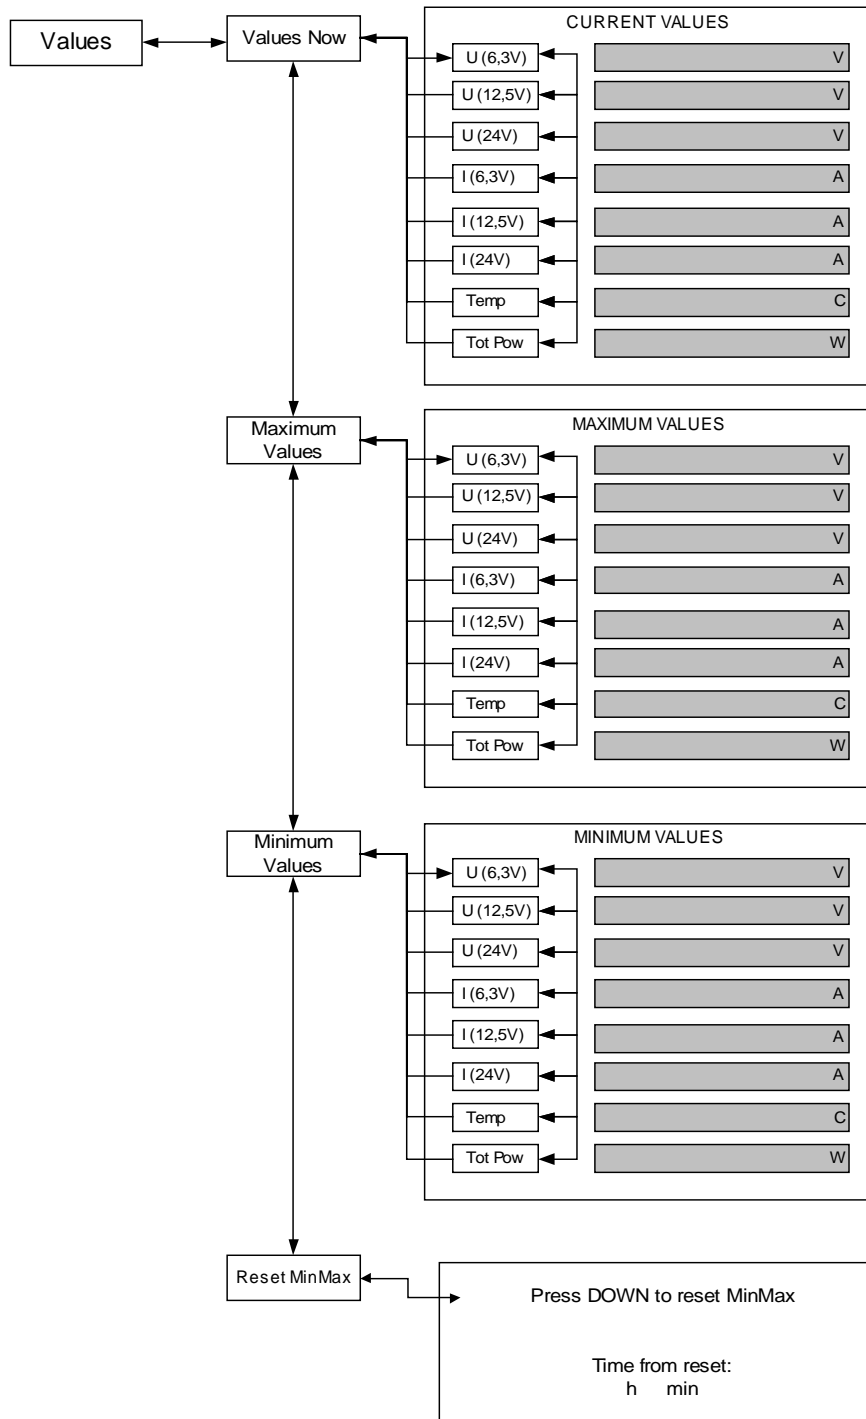 Values
Values Now
CURRENT VALUES
U (6,3V) V
U (12,5V) V
U (24V) V
I (6,3V) A
I (12,5V) A
I (24V) A
Temp C
Tot Pow W
Maximum
Values
MAXIMUM VALUES
U (6,3V) V
U (12,5V) V
U (24V) V
I (6,3V) A
I (12,5V) A
I (24V) A
Temp C
Tot Pow W
Minimum
Values
MINIMUM VALUES
U (6,3V) V
U (12,5V) V
U (24V) V
I (6,3V) A
I (12,5V) A
I (24V) A
Temp C
Tot Pow W
Reset MinMax
Press DOWN to reset MinMax
Time from reset:
h min